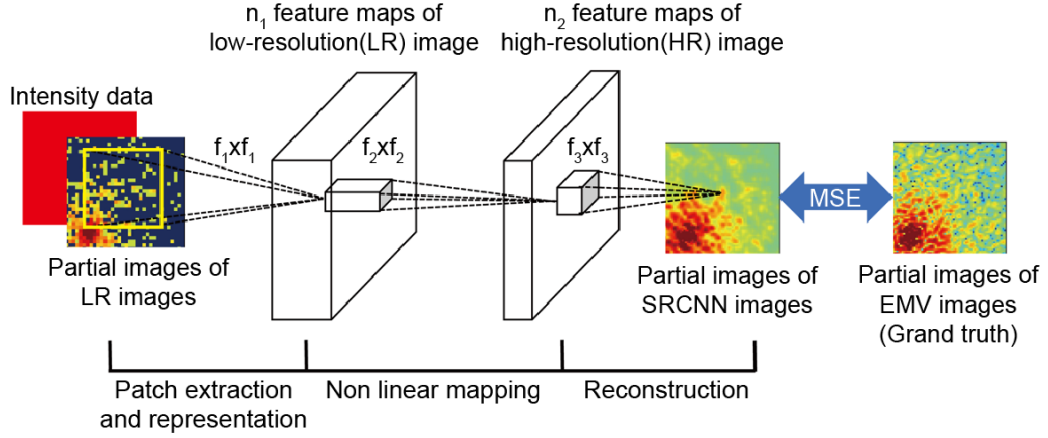 n₁ feature maps of
low-resolution(LR) image
n₂ feature maps of
high-resolution(HR) image
Intensity data
f₁xf₁
f₂xf₂
f₃xf₃
MSE
Partial images of
LR images
Partial images of
SRCNN images
Partial images of
EMV images
(Grand truth)
Patch extraction
and representation
Non linear mapping
Reconstruction